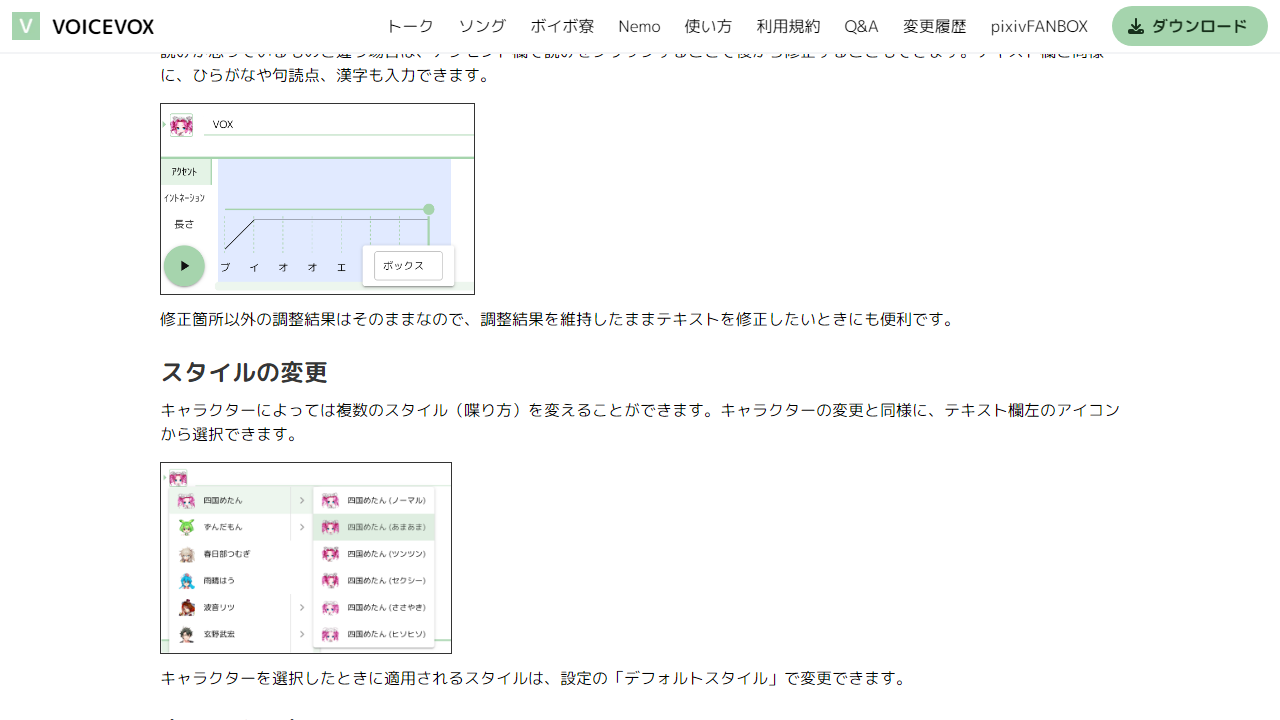 V VOICEVOX トーク ソング ボイボ寮 Nemo 使い方 利用規約 Q&A 変更履歴 pixivFANBOX ダウンロード
に、ひらがなや句読点、漢字も入力できます。
VOX
アクセント
イントネーション
長さ
ブ イ オ オ エ ボックス
修正箇所以外の調整結果はそのままなので、調整結果を維持したままテキストを修正したいときにも便利です。
スタイルの変更
キャラクターによっては複数のスタイル（喋り方）を変えることができます。キャラクターの変更と同様に、テキスト欄左のアイコン
から選択できます。
四国めたん 四国めたん (ノーマル)
ずんだもん 四国めたん (あまあま)
春日部つむぎ 四国めたん (ツンツン)
雨晴はう 四国めたん (セクシー)
波音リツ 四国めたん (ささやき)
玄野武宏 四国めたん (ヒソヒソ)
キャラクターを選択したときに適用されるスタイルは、設定の「デフォルトスタイル」で変更できます。